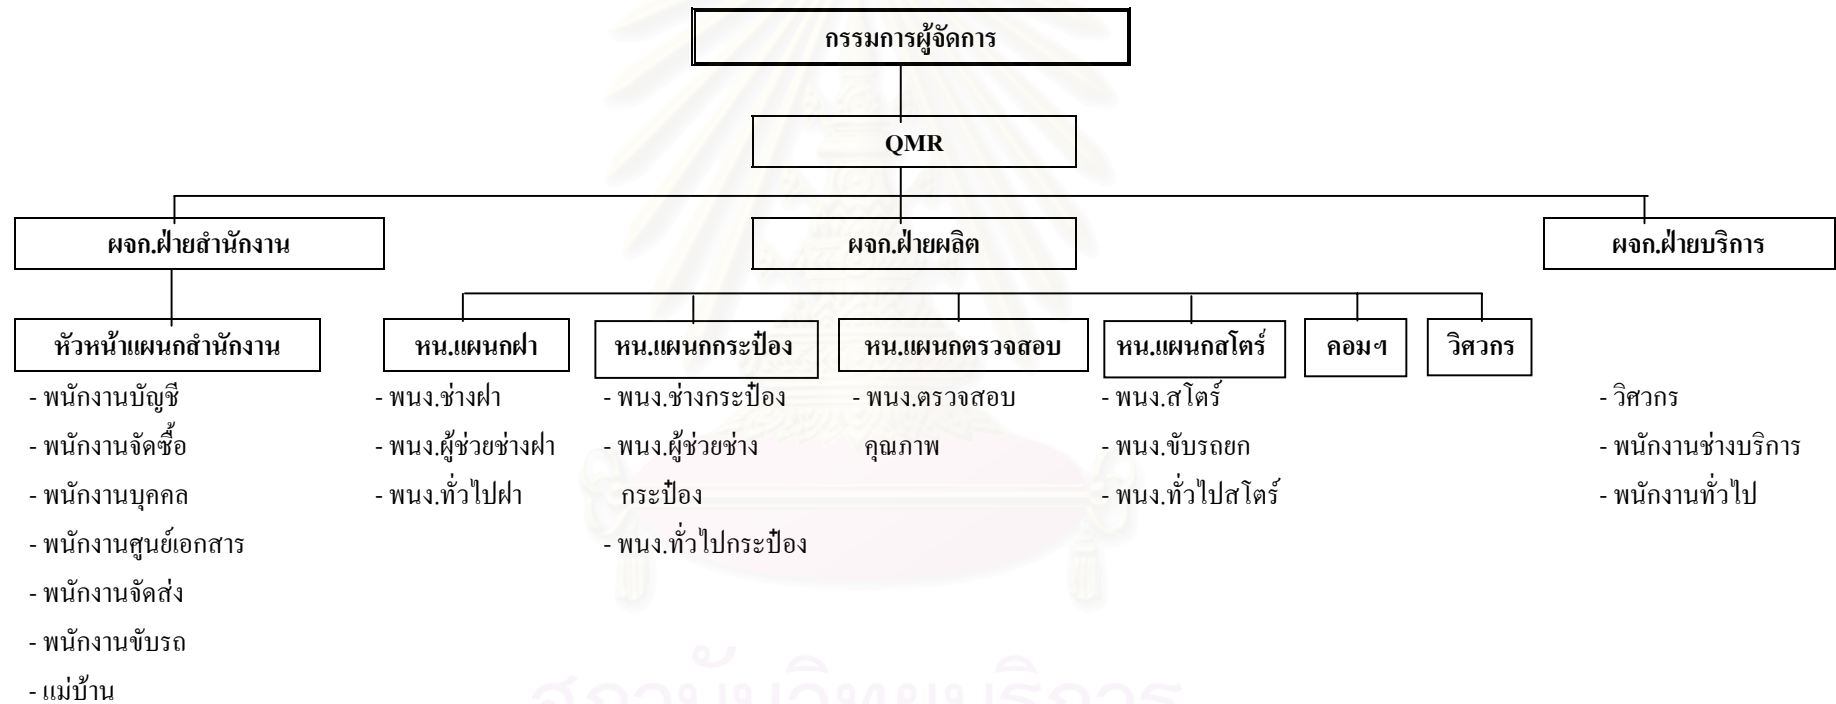 กรรมการผู้จัดการ
QMR
ผจก.ฝ่ายสำนักงาน
ผจก.ฝ่ายผลิต
ผจก.ฝ่ายบริการ
หัวหน้าแผนกสำนักงาน
หน.แผนกฝา
หน.แผนกกระป๋อง
หน.แผนกตรวจสอบ
หน.แผนกสโตร์
คอมฯ
วิศวกร
- พนักงานบัญชี
- พนักงานจัดซื้อ
- พนักงานบุคคล
- พนักงานศูนย์เอกสาร
- พนักงานจัดส่ง
- พนักงานขับรถ
- แม่บ้าน
- พนง.ช่างฝา
- พนง.ผู้ช่วยช่างฝา
- พนง.ทั่วไปฝา
- พนง.ช่างกระป๋อง
- พนง.ผู้ช่วยช่าง
กระป๋อง
- พนง.ทั่วไปกระป๋อง
- พนง.ตรวจสอบ
คุณภาพ
- พนง.สโตร์
- พนง.ขับรถยก
- พนง.ทั่วไปสโตร์
- วิศวกร
- พนักงานช่างบริการ
- พนักงานทั่วไป
สถาบันวิทยบริการ